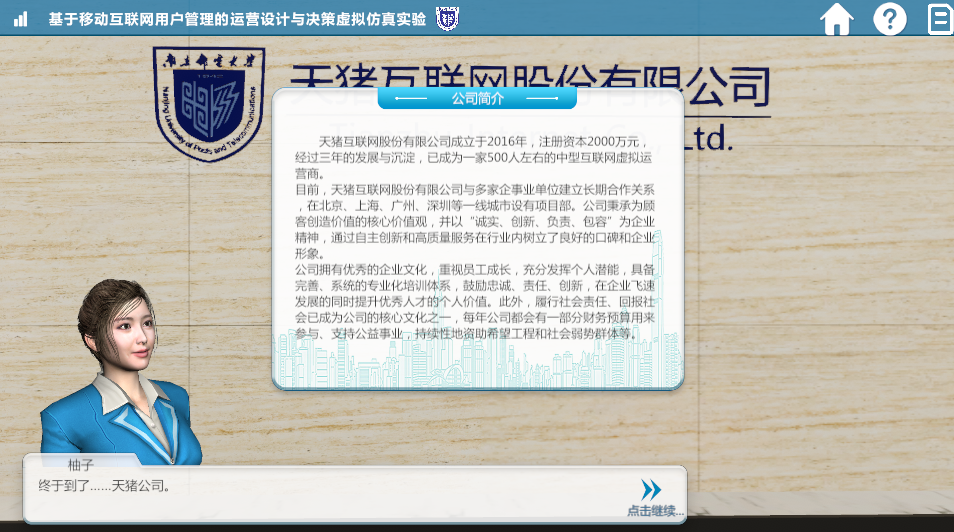 基于移动互联网用户管理的运营设计与决策虚拟仿真实验
南京邮电大学
Nanjing University of Posts and Telecommunications
天猪互联网股份有限公司
Ltd.
公司简介
天猪互联网股份有限公司成立于2016年，注册资本2000万元，
经过三年的发展与沉淀，已成为一家500人左右的中型互联网虚拟运
营商。
目前，天猪互联网股份有限公司与多家企事业单位建立长期合作关系
，在北京、上海、广州、深圳等一线城市设有项目部。公司秉承为顾
客创造价值的核心价值观，并以“诚实、创新、负责、包容”为企业
精神，通过自主创新和高质量服务在行业内树立了良好的口碑和企业
形象。
公司拥有优秀的企业文化，重视员工成长，充分发挥个人潜能，具备
完善、系统的专业化培训体系，鼓励忠诚、责任、创新，在企业飞速
发展的同时提升优秀人才的个人价值。此外，履行社会责任、回报社
会已成为公司的核心文化之一，每年公司都会有一部分财务预算用来
参与、支持公益事业，持续性地资助希望工程和社会弱势群体等。
柚子
终于到了......天猪公司。
点击继续...